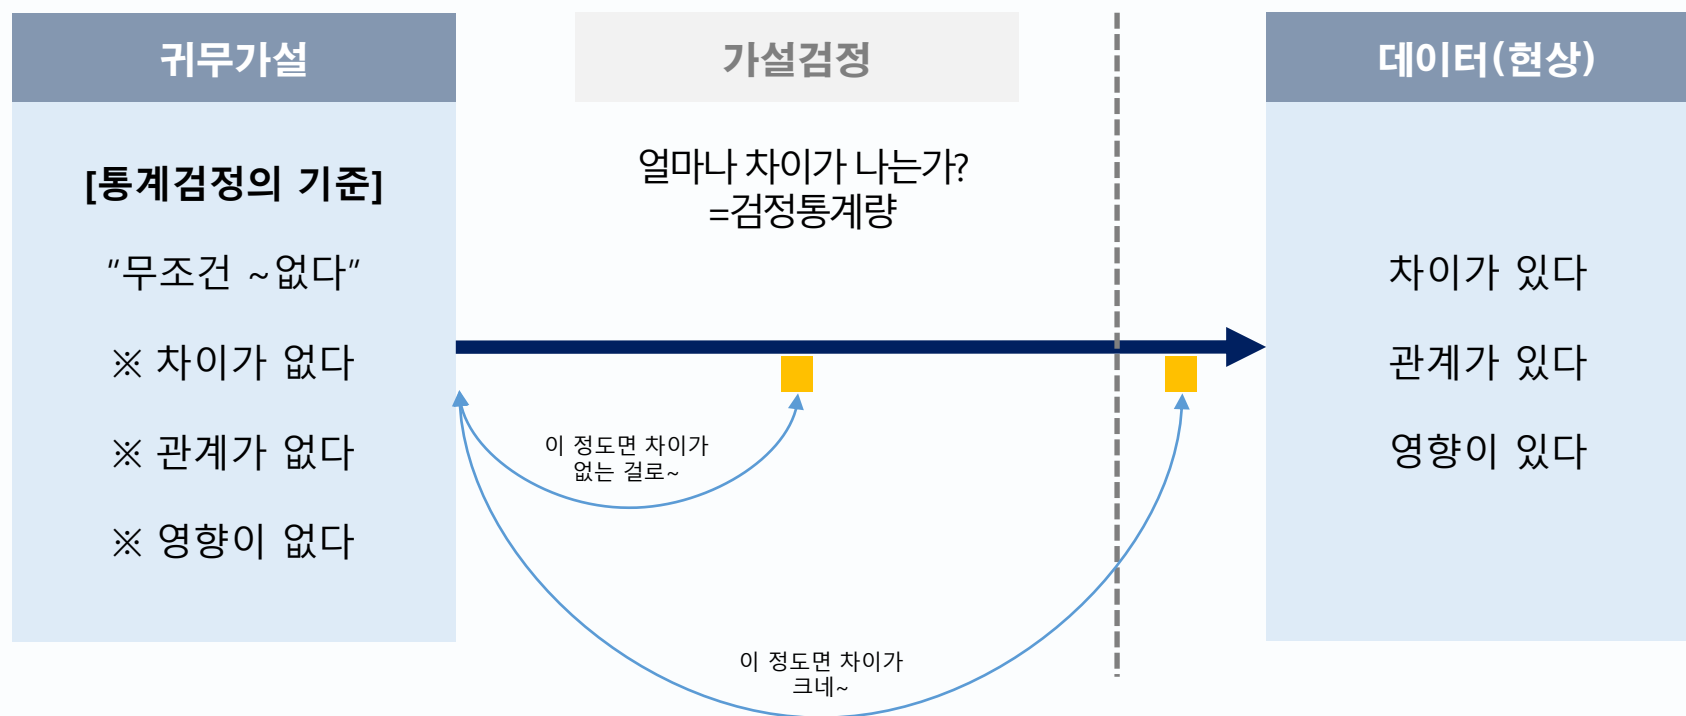 귀무가설
[통계검정의 기준]
"무조건 ~없다"
※ 차이가 없다
※ 관계가 없다
※ 영향이 없다
가설검정
얼마나 차이가 나는가?
=검정통계량
이 정도면 차이가
없는 걸로~
이 정도면 차이가
크네~
데이터(현상)
차이가 있다
관계가 있다
영향이 있다